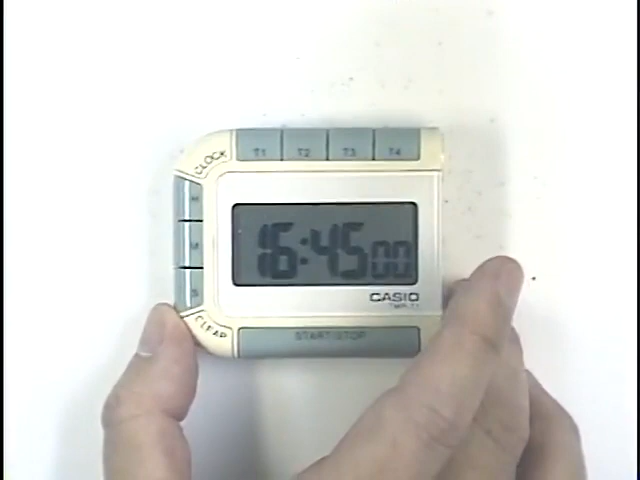 CLOCK
T1 T2 T3 T4
H
M
S
16:45 00
CASIO
CLEAR
START/STOP